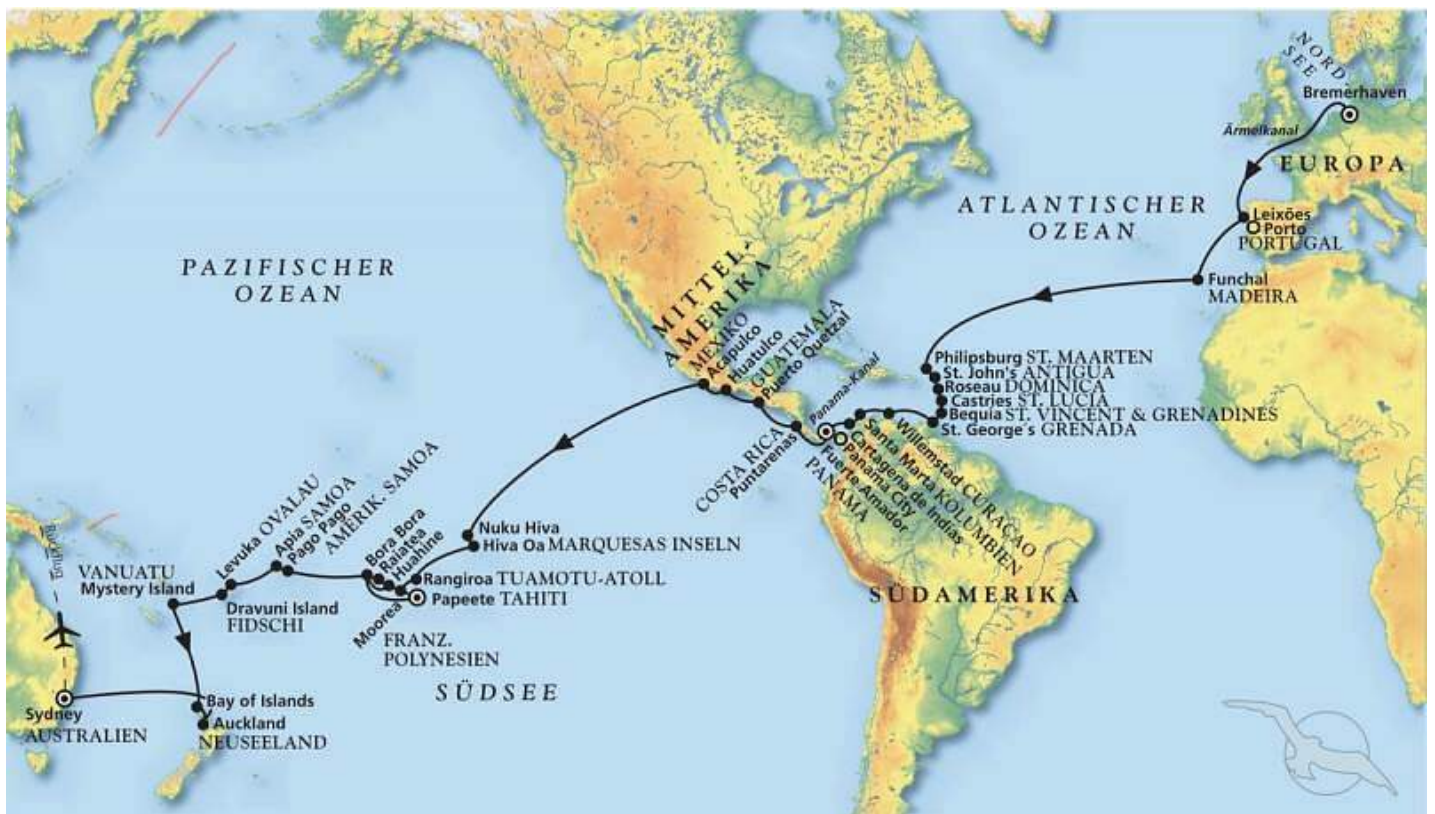 NORD-
SEE
Bremerhaven
Ärmelkanal
EUROPA
ATLANTISCHER
OZEAN
Leixões
Porto
PORTUGAL
Funchal
MADEIRA
PAZIFISCHER
OZEAN
MITTEL-
AMERIKA
MEXIKO
Acapulco
Huatulco
GUATEMALA
Puerto Quetzal
Panama-Kanal
Philipsburg ST. MAARTEN
St. John's ANTIGUA
Roseau DOMINICA
Castries ST. LUCIA
Bequia ST. VINCENT & GRENADINES
St. George´s GRENADA
Willemstad CURAÇAO
Santa Marta KOLUMBIEN
Cartagena de Indias
Panama City
Fuerte Amador
PANAMA
COSTA RICA
Puntarenas
SÜDAMERIKA
Nuku Hiva
Hiva Oa MARQUESAS INSELN
Rangiroa TUAMOTU-ATOLL
Papeete TAHITI
Bora Bora
Raiatea
Huahine
Moorea
FRANZ.
POLYNESIEN
SÜDSEE
Levuka OVALAU
Apia SAMOA
Pago Pago
AMERIK. SAMOA
VANUATU
Mystery Island
Dravuni Island
FIDSCHI
Rückflug
Bay of Islands
Auckland
NEUSEELAND
Sydney
AUSTRALIEN